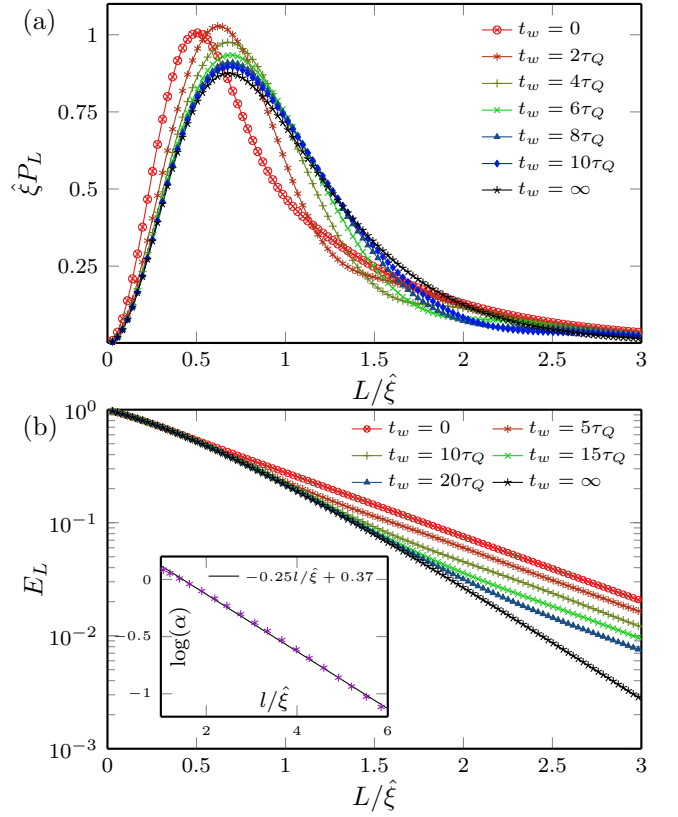 (a)
1
0.75
0.5
0.25
ξ̂P_L
t_w = 0
t_w = 2τ_Q
t_w = 4τ_Q
t_w = 6τ_Q
t_w = 8τ_Q
t_w = 10τ_Q
t_w = ∞
0 0.5 1 1.5 2 2.5 3
L/ξ̂
(b)
10^0
10^−1
10^−2
10^−3
E_L
t_w = 0 t_w = 5τ_Q
t_w = 10τ_Q t_w = 15τ_Q
t_w = 20τ_Q t_w = ∞
−0.25l/ξ̂ + 0.37
0
−0.5
−1
log(α)
2 4 6
l/ξ̂
0 0.5 1 1.5 2 2.5 3
L/ξ̂